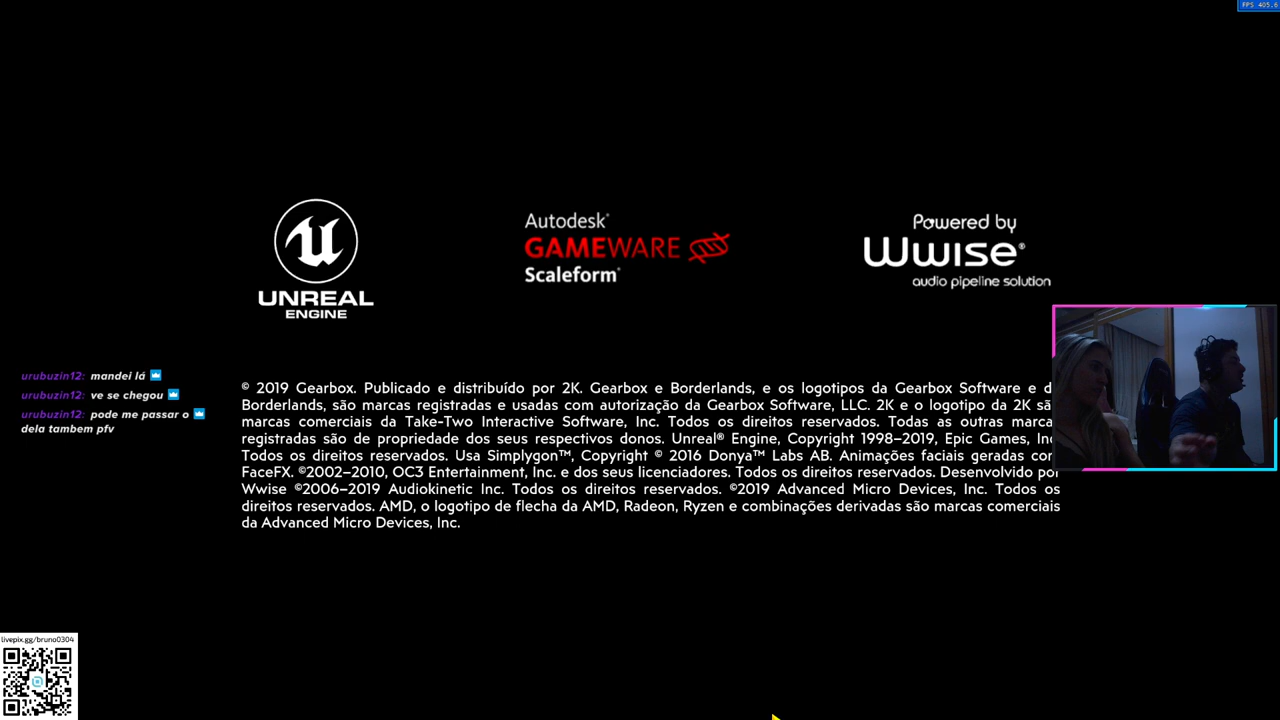 FPS 405.6
UNREAL
ENGINE
Autodesk®
GAMEWARE
Scaleform®
Powered by
Wwise®
audio pipeline solution
urubuzin12: mandei lá
urubuzin12: ve se chegou
urubuzin12: pode me passar o
dela tambem pfv
© 2019 Gearbox. Publicado e distribuído por 2K. Gearbox e Borderlands, e os logotipos da Gearbox Software e d
Borderlands, são marcas registradas e usadas com autorização da Gearbox Software, LLC. 2K e o logotipo da 2K sã
marcas comerciais da Take-Two Interactive Software, Inc. Todos os direitos reservados. Todas as outras marca
registradas são de propriedade dos seus respectivos donos. Unreal® Engine, Copyright 1998–2019, Epic Games, Inc
Todos os direitos reservados. Usa Simplygon™, Copyright © 2016 Donya™ Labs AB. Animações faciais geradas com
FaceFX. ©2002–2010, OC3 Entertainment, Inc. e dos seus licenciadores. Todos os direitos reservados. Desenvolvido por
Wwise ©2006–2019 Audiokinetic Inc. Todos os direitos reservados. ©2019 Advanced Micro Devices, Inc. Todos os
direitos reservados. AMD, o logotipo de flecha da AMD, Radeon, Ryzen e combinações derivadas são marcas comerciais
da Advanced Micro Devices, Inc.
livepix.gg/bruno0304